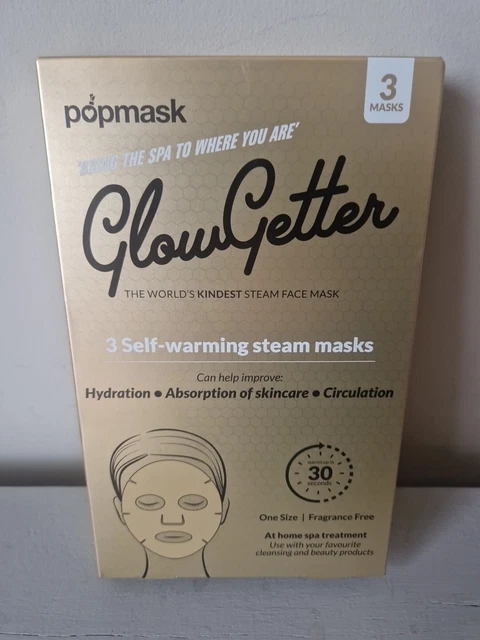 popmask
3
MASKS
'BRING THE SPA TO WHERE YOU ARE'
GlowGetter
THE WORLD'S KINDEST STEAM FACE MASK
3 Self-warming steam masks
Can help improve:
Hydration ● Absorption of skincare ● Circulation
30
seconds
One Size | Fragrance Free
At home spa treatment
Use with your favourite
cleansing and beauty products